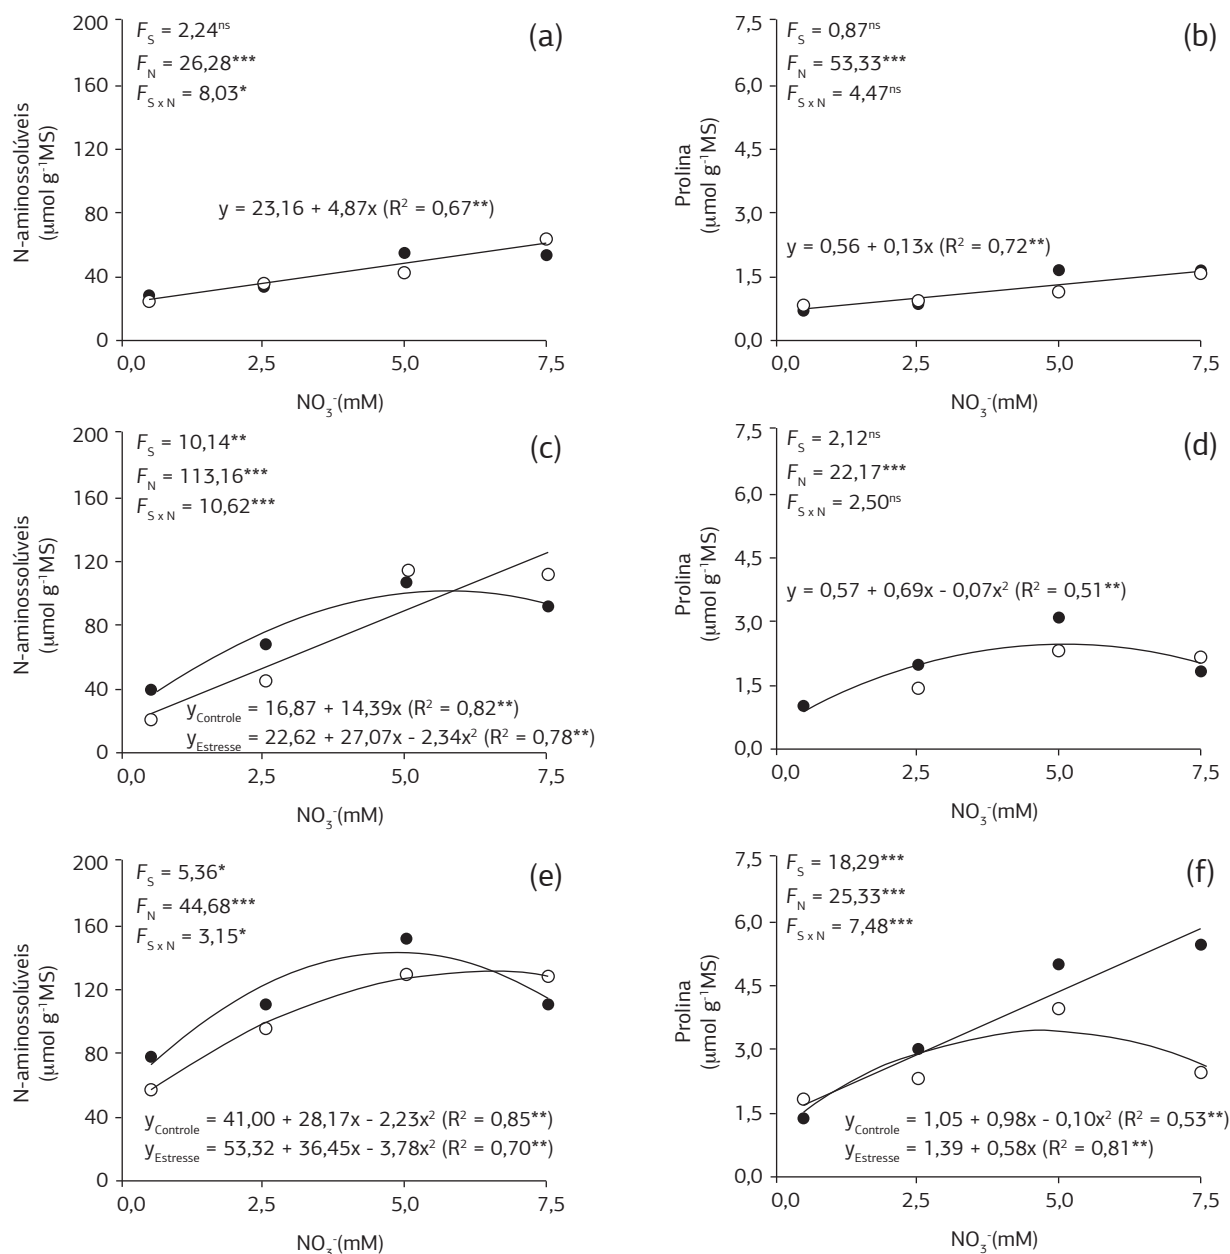 (a)
F_S = 2,24^ns
F_N = 26,28***
F_S x N = 8,03*
y = 23,16 + 4,87x (R² = 0,67**)
N-aminossolúveis
(μmol g⁻¹MS)
200
160
120
80
40
0
0,0 2,5 5,0 7,5
NO₃⁻(mM)
(b)
F_S = 0,87^ns
F_N = 53,33***
F_S x N = 4,47^ns
y = 0,56 + 0,13x (R² = 0,72**)
Prolina
(μmol g⁻¹MS)
7,5
6,0
4,5
3,0
1,5
0,0
0,0 2,5 5,0 7,5
NO₃⁻(mM)
(c)
F_S = 10,14**
F_N = 113,16***
F_S x N = 10,62***
y_Controle = 16,87 + 14,39x (R² = 0,82**)
y_Estresse = 22,62 + 27,07x - 2,34x² (R² = 0,78**)
N-aminossolúveis
(μmol g⁻¹MS)
200
160
120
80
40
0
0,0 2,5 5,0 7,5
NO₃⁻(mM)
(d)
F_S = 2,12^ns
F_N = 22,17***
F_S x N = 2,50^ns
y = 0,57 + 0,69x - 0,07x² (R² = 0,51**)
Prolina
(μmol g⁻¹MS)
7,5
6,0
4,5
3,0
1,5
0,0
0,0 2,5 5,0 7,5
NO₃⁻(mM)
(e)
F_S = 5,36*
F_N = 44,68***
F_S x N = 3,15*
y_Controle = 41,00 + 28,17x - 2,23x² (R² = 0,85**)
y_Estresse = 53,32 + 36,45x - 3,78x² (R² = 0,70**)
N-aminossolúveis
(μmol g⁻¹MS)
200
160
120
80
40
0
0,0 2,5 5,0 7,5
NO₃⁻(mM)
(f)
F_S = 18,29***
F_N = 25,33***
F_S x N = 7,48***
y_Controle = 1,05 + 0,98x - 0,10x² (R² = 0,53**)
y_Estresse = 1,39 + 0,58x (R² = 0,81**)
Prolina
(μmol g⁻¹MS)
7,5
6,0
4,5
3,0
1,5
0,0
0,0 2,5 5,0 7,5
NO₃⁻(mM)